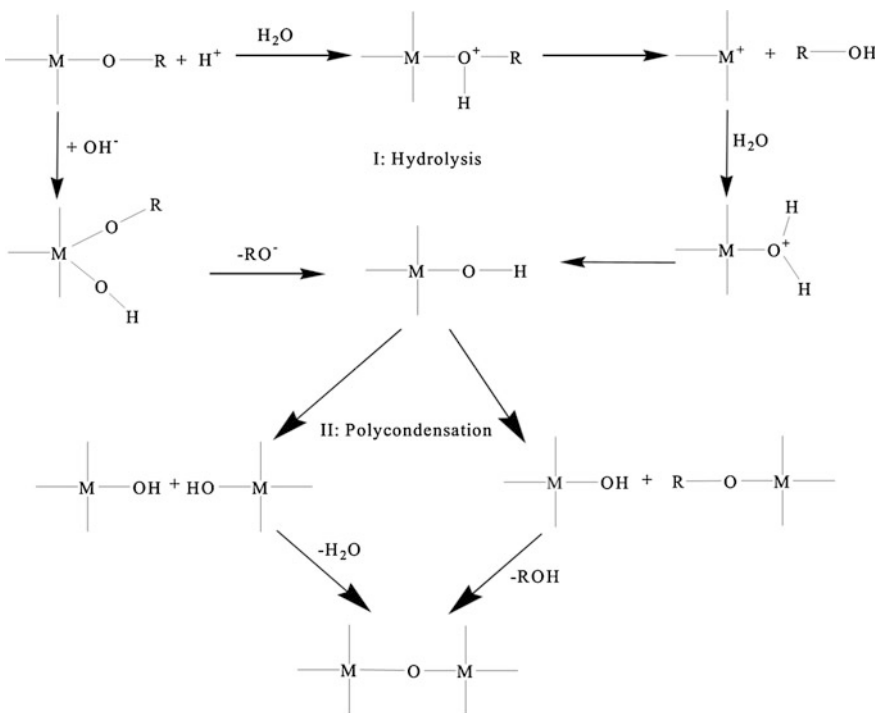 M O R + H⁺ H₂O M O⁺ R M⁺ + R OH
H
+ OH⁻ I: Hydrolysis H₂O
R H
O
M -RO⁻ M O H M O⁺
O H
H
II: Polycondensation
M OH + HO M M OH + R O M
-H₂O -ROH
M O M